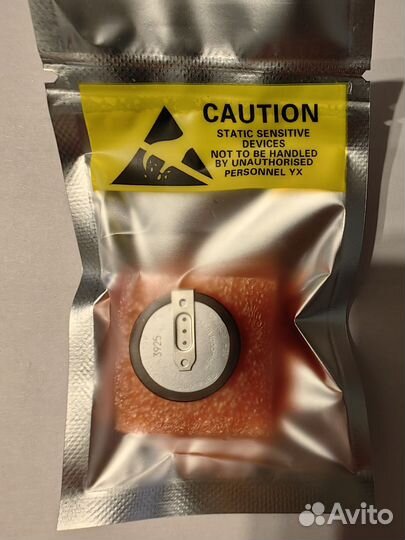 CAUTION
STATIC SENSITIVE
DEVICES
NOT TO BE HANDLED
BY UNAUTHORISED
PERSONNEL YX
3925
Avito